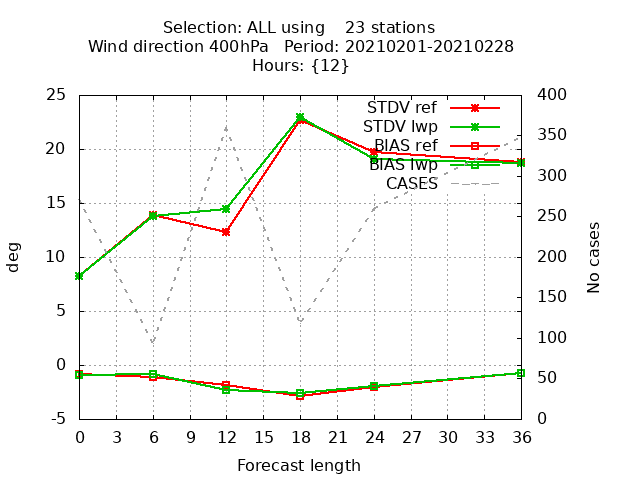 Selection: ALL using    23 stations
Wind direction 400hPa   Period: 20210201-20210228
Hours: {12}
STDV ref
STDV lwp
BIAS ref
BIAS lwp
CASES
25
20
15
10
5
0
-5
deg
400
350
300
250
200
150
100
50
0
No cases
0 3 6 9 12 15 18 21 24 27 30 33 36
Forecast length